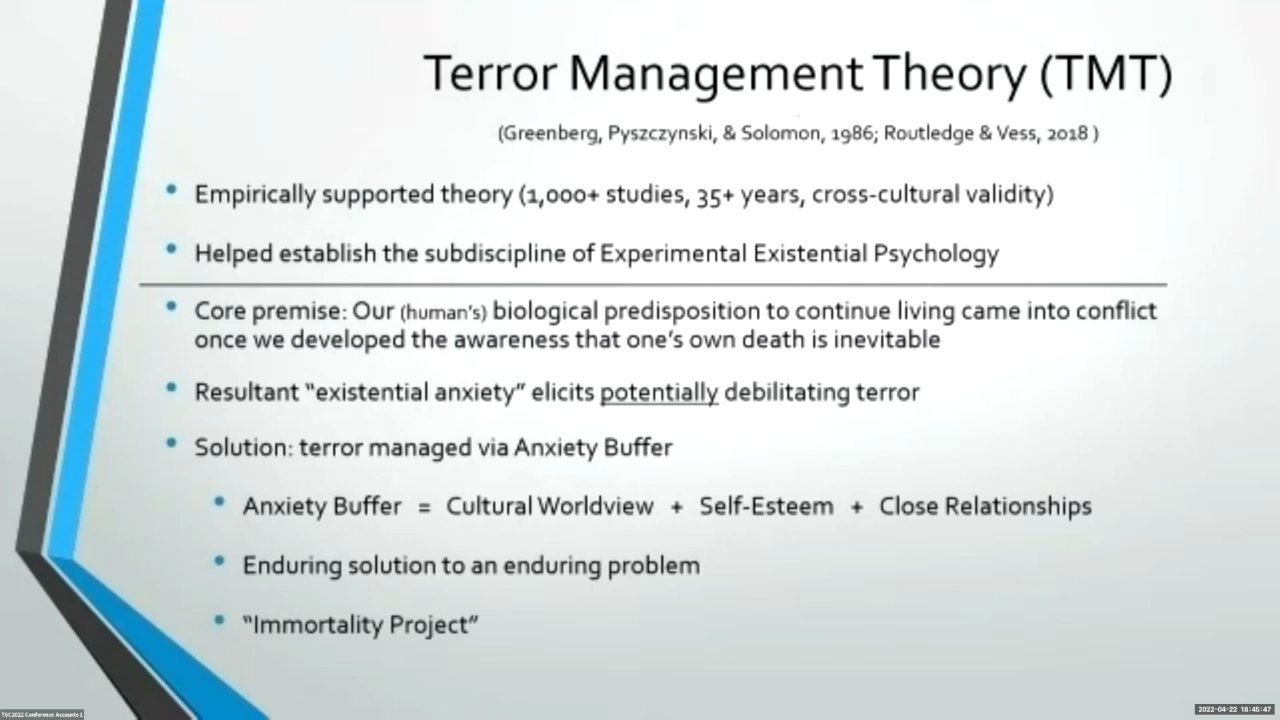 Terror Management Theory (TMT)
(Greenberg, Pyszczynski, & Solomon, 1986; Routledge & Vess, 2018 )
• Empirically supported theory (1,000+ studies, 35+ years, cross-cultural validity)
• Helped establish the subdiscipline of Experimental Existential Psychology
• Core premise: Our (human's) biological predisposition to continue living came into conflict
once we developed the awareness that one's own death is inevitable
• Resultant “existential anxiety” elicits potentially debilitating terror
• Solution: terror managed via Anxiety Buffer
• Anxiety Buffer = Cultural Worldview + Self-Esteem + Close Relationships
• Enduring solution to an enduring problem
• “Immortality Project”
TSC2022 Conference Accounts 1
2022-04-22 18:45:47